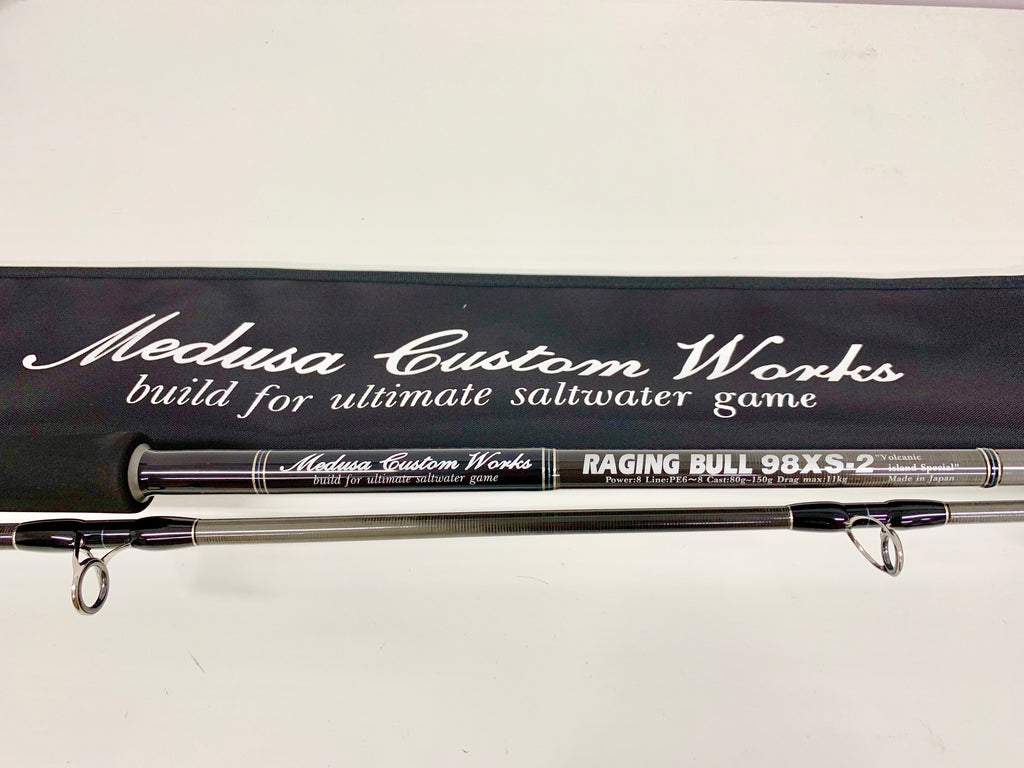 Medusa Custom Works
build for ultimate saltwater game
Medusa Custom Works
build for ultimate saltwater game
RAGING BULL 98XS-2
Power:8 Line:PE6~8 Cast:80g~150g Drag max:11kg
"Volcanic
island Special"
Made in Japan